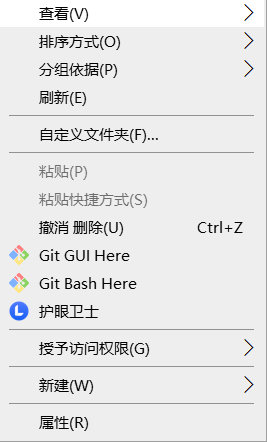 查看(V)
排序方式(O)
分组依据(P)
刷新(E)
自定义文件夹(F)...
粘贴(P)
粘贴快捷方式(S)
撤消 删除(U) Ctrl+Z
Git GUI Here
Git Bash Here
护眼卫士
授予访问权限(G)
新建(W)
属性(R)